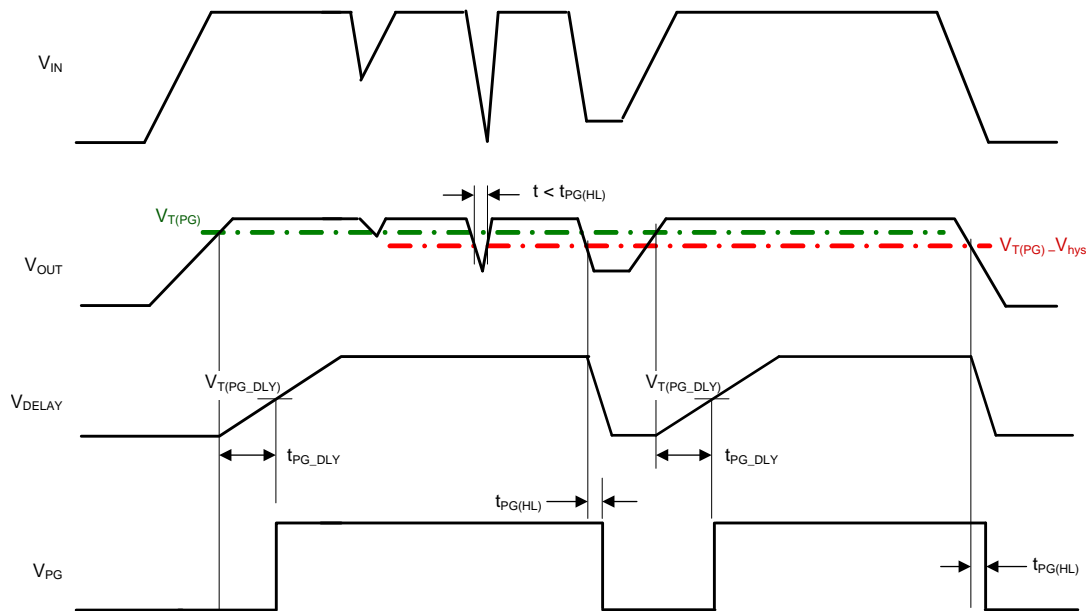 V_IN
t < t_PG(HL)
V_T(PG)
V_T(PG) – V_hys
V_OUT
V_T(PG_DLY)
V_T(PG_DLY)
V_DELAY
t_PG_DLY
t_PG_DLY
t_PG(HL)
V_PG
t_PG(HL)